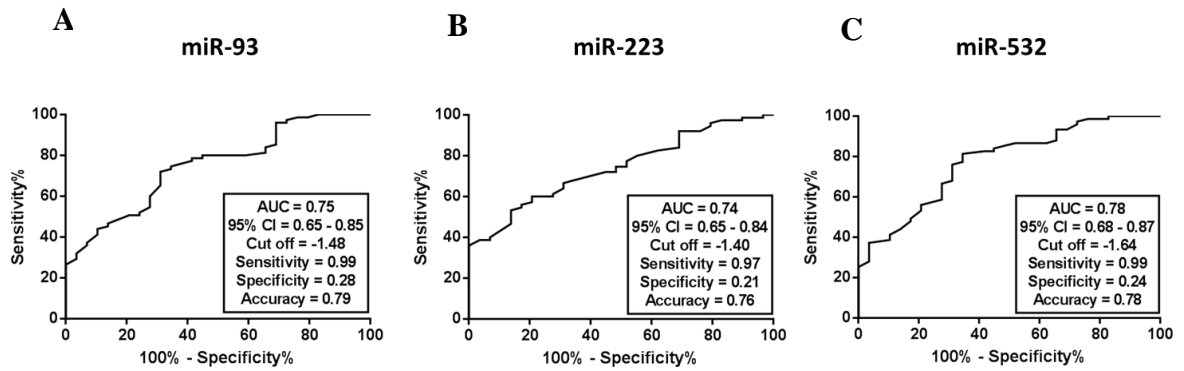 A
miR-93
Sensitivity%
100
80
60
40
20
0
AUC = 0.75
95% CI = 0.65 - 0.85
Cut off = -1.48
Sensitivity = 0.99
Specificity = 0.28
Accuracy = 0.79
0 20 40 60 80 100
100% - Specificity%
B
miR-223
Sensitivity%
100
80
60
40
20
0
AUC = 0.74
95% CI = 0.65 - 0.84
Cut off = -1.40
Sensitivity = 0.97
Specificity = 0.21
Accuracy = 0.76
0 20 40 60 80 100
100% - Specificity%
C
miR-532
Sensitivity%
100
80
60
40
20
0
AUC = 0.78
95% CI = 0.68 - 0.87
Cut off = -1.64
Sensitivity = 0.99
Specificity = 0.24
Accuracy = 0.78
0 20 40 60 80 100
100% - Specificity%